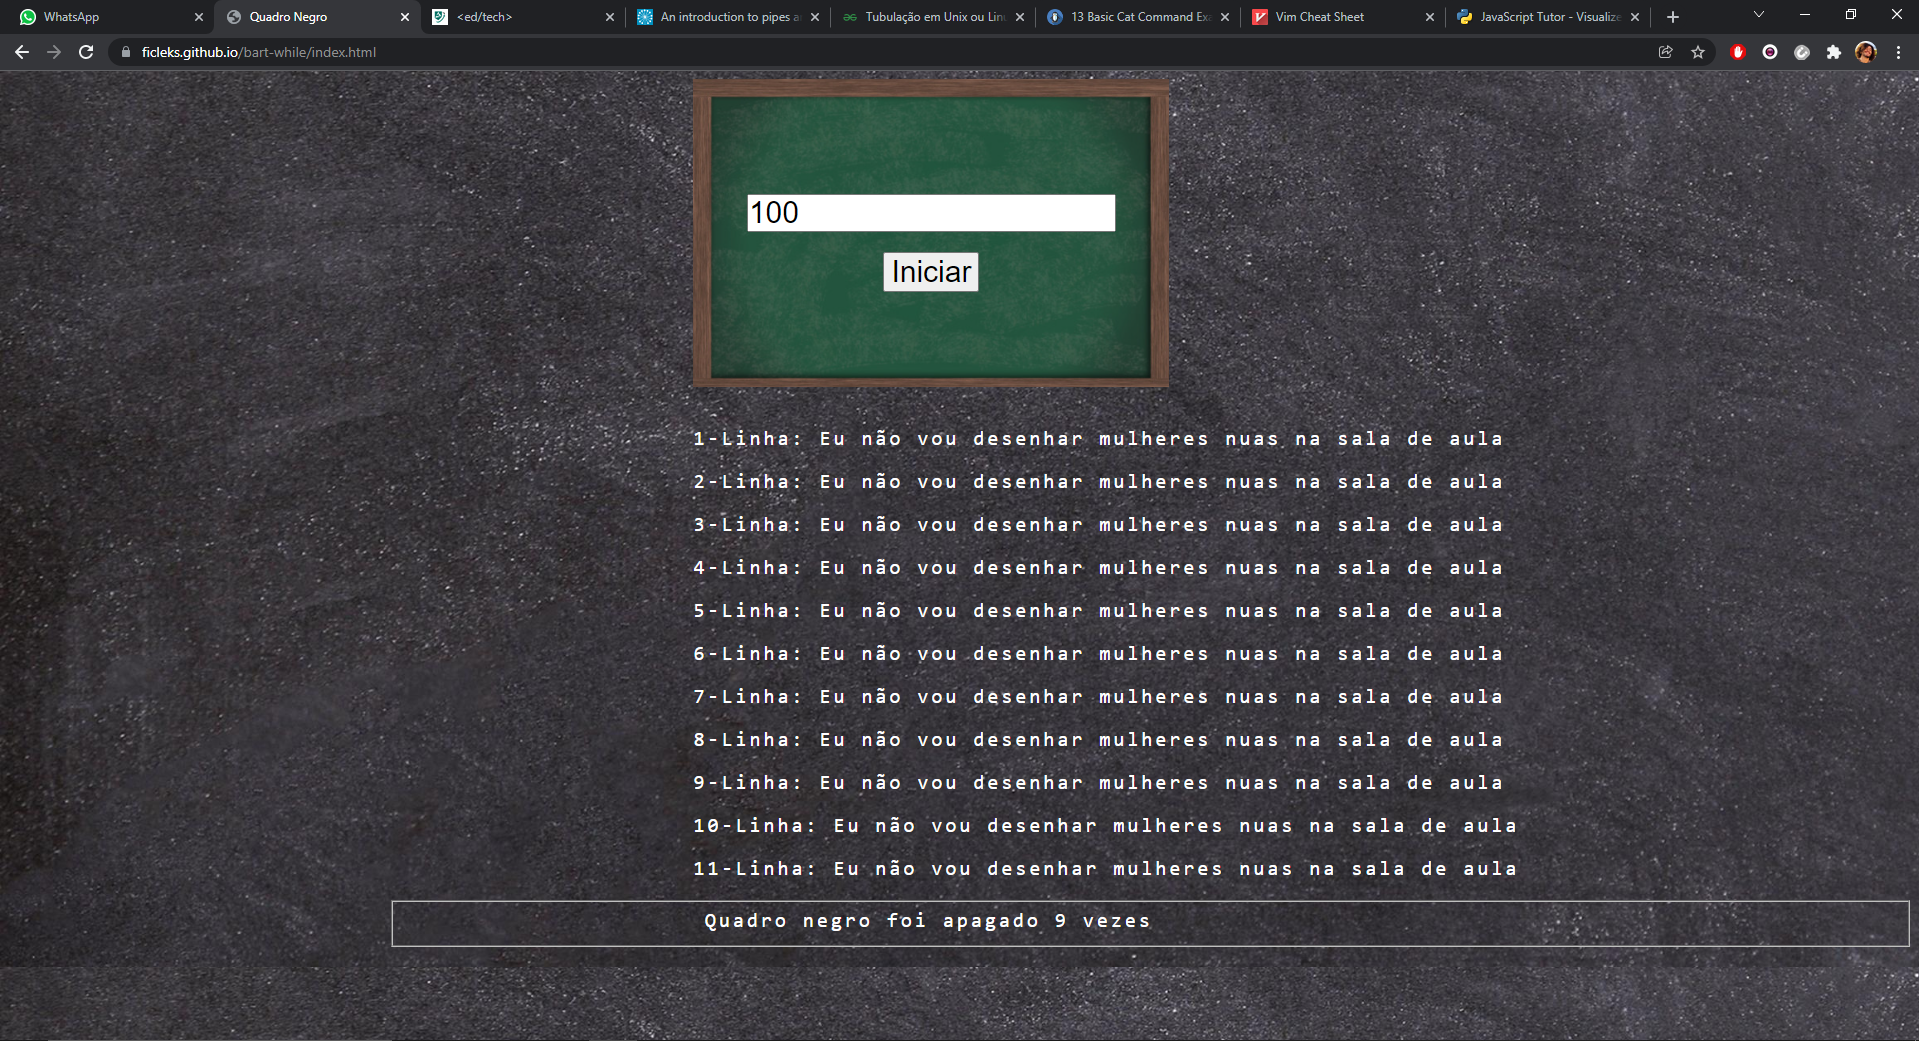 WhatsApp
Quadro Negro
<ed/tech>
An introduction to pipes a
Tubulação em Unix ou Linu
13 Basic Cat Command Exa
Vim Cheat Sheet
JavaScript Tutor - Visualize
ficleks.github.io/bart-while/index.html
100
Iniciar
1-Linha: Eu não vou desenhar mulheres nuas na sala de aula
2-Linha: Eu não vou desenhar mulheres nuas na sala de aula
3-Linha: Eu não vou desenhar mulheres nuas na sala de aula
4-Linha: Eu não vou desenhar mulheres nuas na sala de aula
5-Linha: Eu não vou desenhar mulheres nuas na sala de aula
6-Linha: Eu não vou desenhar mulheres nuas na sala de aula
7-Linha: Eu não vou desenhar mulheres nuas na sala de aula
8-Linha: Eu não vou desenhar mulheres nuas na sala de aula
9-Linha: Eu não vou desenhar mulheres nuas na sala de aula
10-Linha: Eu não vou desenhar mulheres nuas na sala de aula
11-Linha: Eu não vou desenhar mulheres nuas na sala de aula
Quadro negro foi apagado 9 vezes